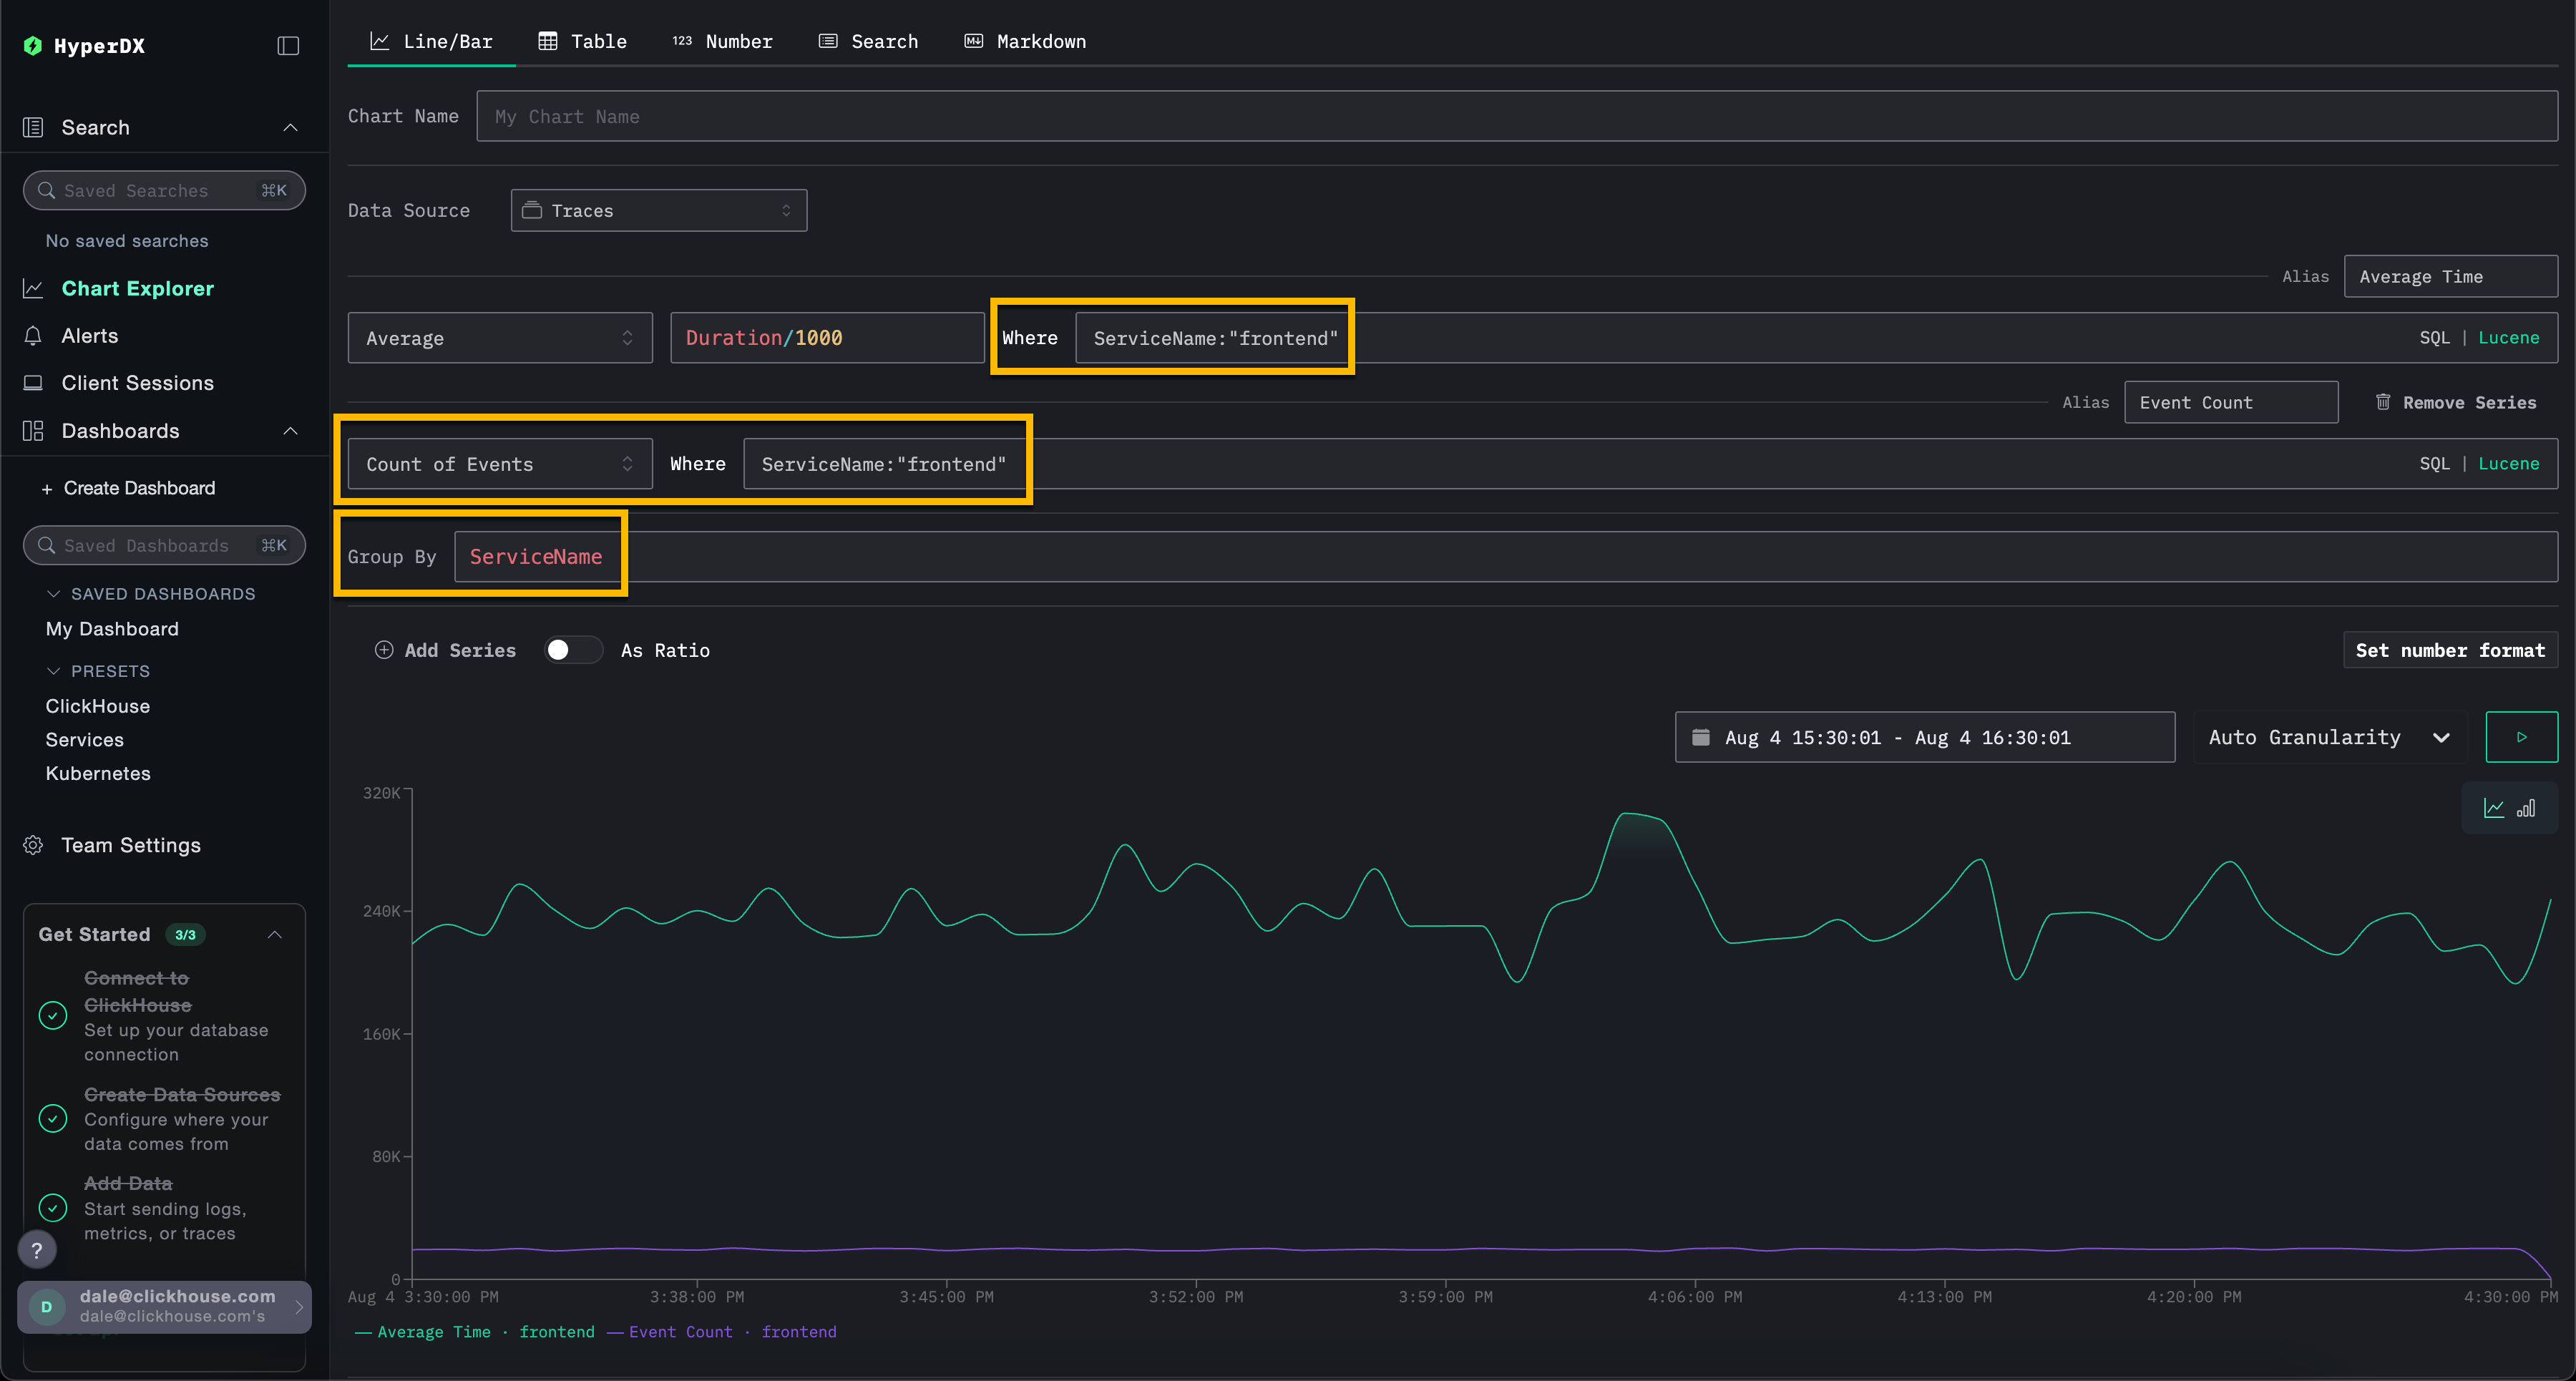 HyperDX
Search
Saved Searches ⌘K
No saved searches
Chart Explorer
Alerts
Client Sessions
Dashboards
+ Create Dashboard
Saved Dashboards ⌘K
SAVED DASHBOARDS
My Dashboard
PRESETS
ClickHouse
Services
Kubernetes
Team Settings
Get Started 3/3
Connect to
ClickHouse
Set up your database
connection
Create Data Sources
Configure where your
data comes from
Add Data
Start sending logs,
metrics, or traces
?
D
dale@clickhouse.com
dale@clickhouse.com's
Line/Bar
Table
123 Number
Search
M Markdown
Chart Name My Chart Name
Data Source Traces
Alias Average Time
Average Duration/1000 Where ServiceName:"frontend" SQL | Lucene
Alias Event Count Remove Series
Count of Events Where ServiceName:"frontend" SQL | Lucene
Group By ServiceName
Add Series As Ratio Set number format
Aug 4 15:30:01 - Aug 4 16:30:01 Auto Granularity
320K
240K
160K
80K
0
Aug 4 3:30:00 PM 3:38:00 PM 3:45:00 PM 3:52:00 PM 3:59:00 PM 4:06:00 PM 4:13:00 PM 4:20:00 PM 4:30:00 PM
Average Time · frontend Event Count · frontend